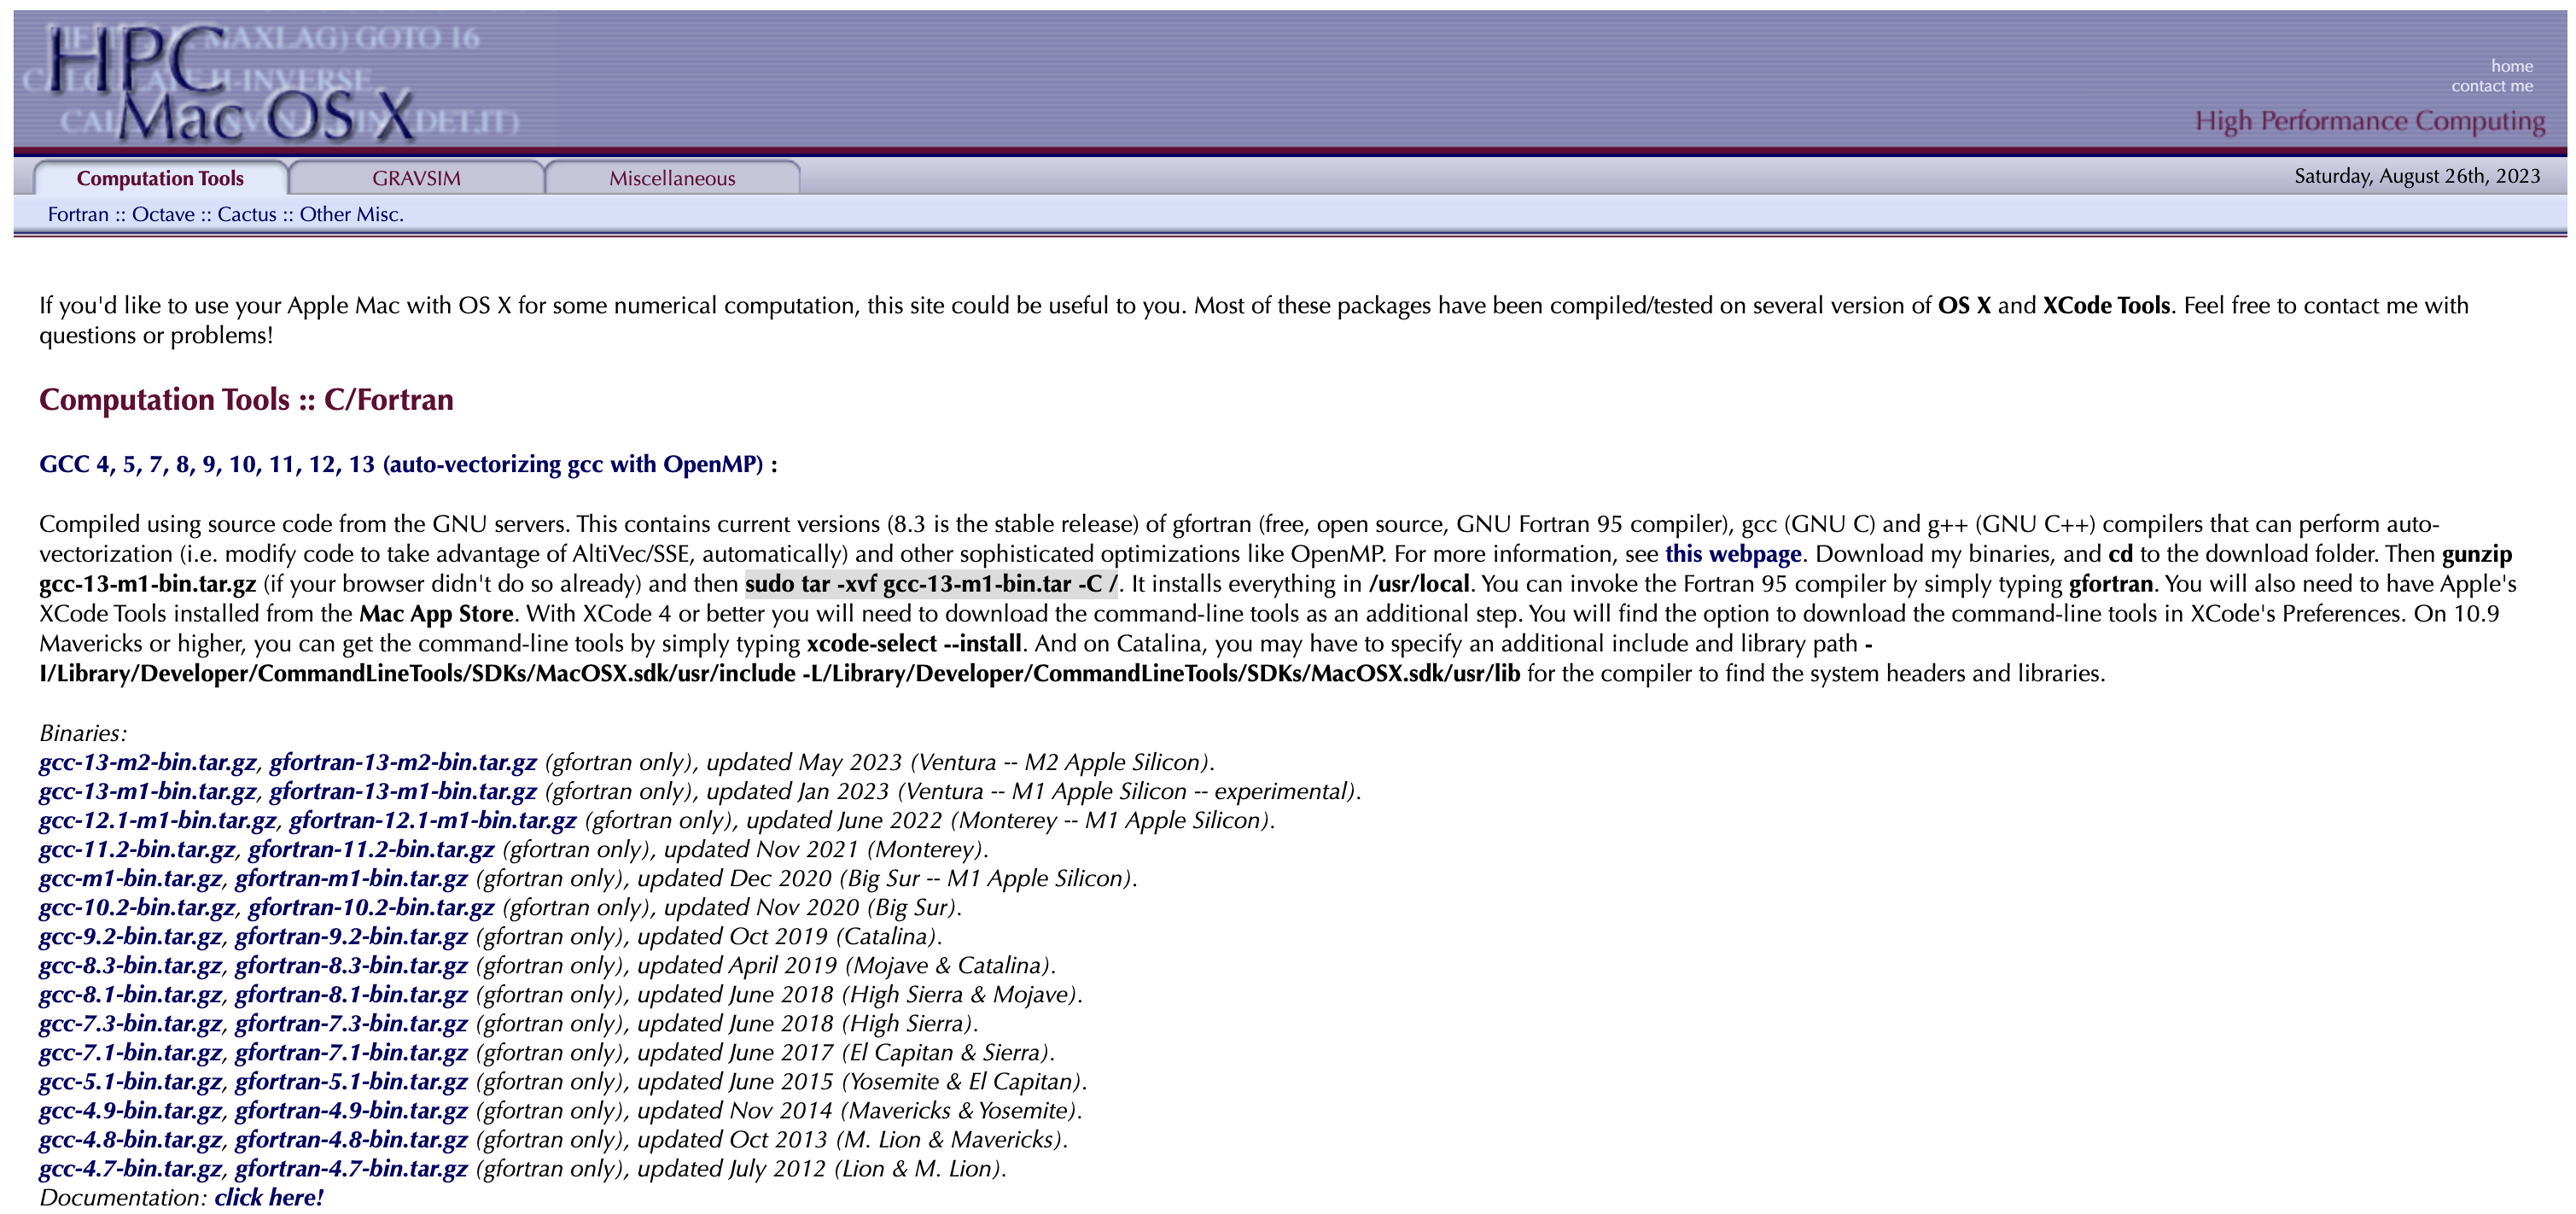 IF( MAXLAG) GOTO 16
HPC
CALCULATE H-INVERSE
Mac OS X
DET,IT)
home
contact me
High Performance Computing
Computation Tools GRAVSIM Miscellaneous Saturday, August 26th, 2023
Fortran :: Octave :: Cactus :: Other Misc.
If you'd like to use your Apple Mac with OS X for some numerical computation, this site could be useful to you. Most of these packages have been compiled/tested on several version of OS X and XCode Tools. Feel free to contact me with
questions or problems!
Computation Tools :: C/Fortran
GCC 4, 5, 7, 8, 9, 10, 11, 12, 13 (auto-vectorizing gcc with OpenMP) :
Compiled using source code from the GNU servers. This contains current versions (8.3 is the stable release) of gfortran (free, open source, GNU Fortran 95 compiler), gcc (GNU C) and g++ (GNU C++) compilers that can perform auto-
vectorization (i.e. modify code to take advantage of AltiVec/SSE, automatically) and other sophisticated optimizations like OpenMP. For more information, see this webpage. Download my binaries, and cd to the download folder. Then gunzip
gcc-13-m1-bin.tar.gz (if your browser didn't do so already) and then sudo tar -xvf gcc-13-m1-bin.tar -C /. It installs everything in /usr/local. You can invoke the Fortran 95 compiler by simply typing gfortran. You will also need to have Apple's
XCode Tools installed from the Mac App Store. With XCode 4 or better you will need to download the command-line tools as an additional step. You will find the option to download the command-line tools in XCode's Preferences. On 10.9
Mavericks or higher, you can get the command-line tools by simply typing xcode-select --install. And on Catalina, you may have to specify an additional include and library path -
I/Library/Developer/CommandLineTools/SDKs/MacOSX.sdk/usr/include -L/Library/Developer/CommandLineTools/SDKs/MacOSX.sdk/usr/lib for the compiler to find the system headers and libraries.
Binaries:
gcc-13-m2-bin.tar.gz, gfortran-13-m2-bin.tar.gz (gfortran only), updated May 2023 (Ventura -- M2 Apple Silicon).
gcc-13-m1-bin.tar.gz, gfortran-13-m1-bin.tar.gz (gfortran only), updated Jan 2023 (Ventura -- M1 Apple Silicon -- experimental).
gcc-12.1-m1-bin.tar.gz, gfortran-12.1-m1-bin.tar.gz (gfortran only), updated June 2022 (Monterey -- M1 Apple Silicon).
gcc-11.2-bin.tar.gz, gfortran-11.2-bin.tar.gz (gfortran only), updated Nov 2021 (Monterey).
gcc-m1-bin.tar.gz, gfortran-m1-bin.tar.gz (gfortran only), updated Dec 2020 (Big Sur -- M1 Apple Silicon).
gcc-10.2-bin.tar.gz, gfortran-10.2-bin.tar.gz (gfortran only), updated Nov 2020 (Big Sur).
gcc-9.2-bin.tar.gz, gfortran-9.2-bin.tar.gz (gfortran only), updated Oct 2019 (Catalina).
gcc-8.3-bin.tar.gz, gfortran-8.3-bin.tar.gz (gfortran only), updated April 2019 (Mojave & Catalina).
gcc-8.1-bin.tar.gz, gfortran-8.1-bin.tar.gz (gfortran only), updated June 2018 (High Sierra & Mojave).
gcc-7.3-bin.tar.gz, gfortran-7.3-bin.tar.gz (gfortran only), updated June 2018 (High Sierra).
gcc-7.1-bin.tar.gz, gfortran-7.1-bin.tar.gz (gfortran only), updated June 2017 (El Capitan & Sierra).
gcc-5.1-bin.tar.gz, gfortran-5.1-bin.tar.gz (gfortran only), updated June 2015 (Yosemite & El Capitan).
gcc-4.9-bin.tar.gz, gfortran-4.9-bin.tar.gz (gfortran only), updated Nov 2014 (Mavericks & Yosemite).
gcc-4.8-bin.tar.gz, gfortran-4.8-bin.tar.gz (gfortran only), updated Oct 2013 (M. Lion & Mavericks).
gcc-4.7-bin.tar.gz, gfortran-4.7-bin.tar.gz (gfortran only), updated July 2012 (Lion & M. Lion).
Documentation: click here!